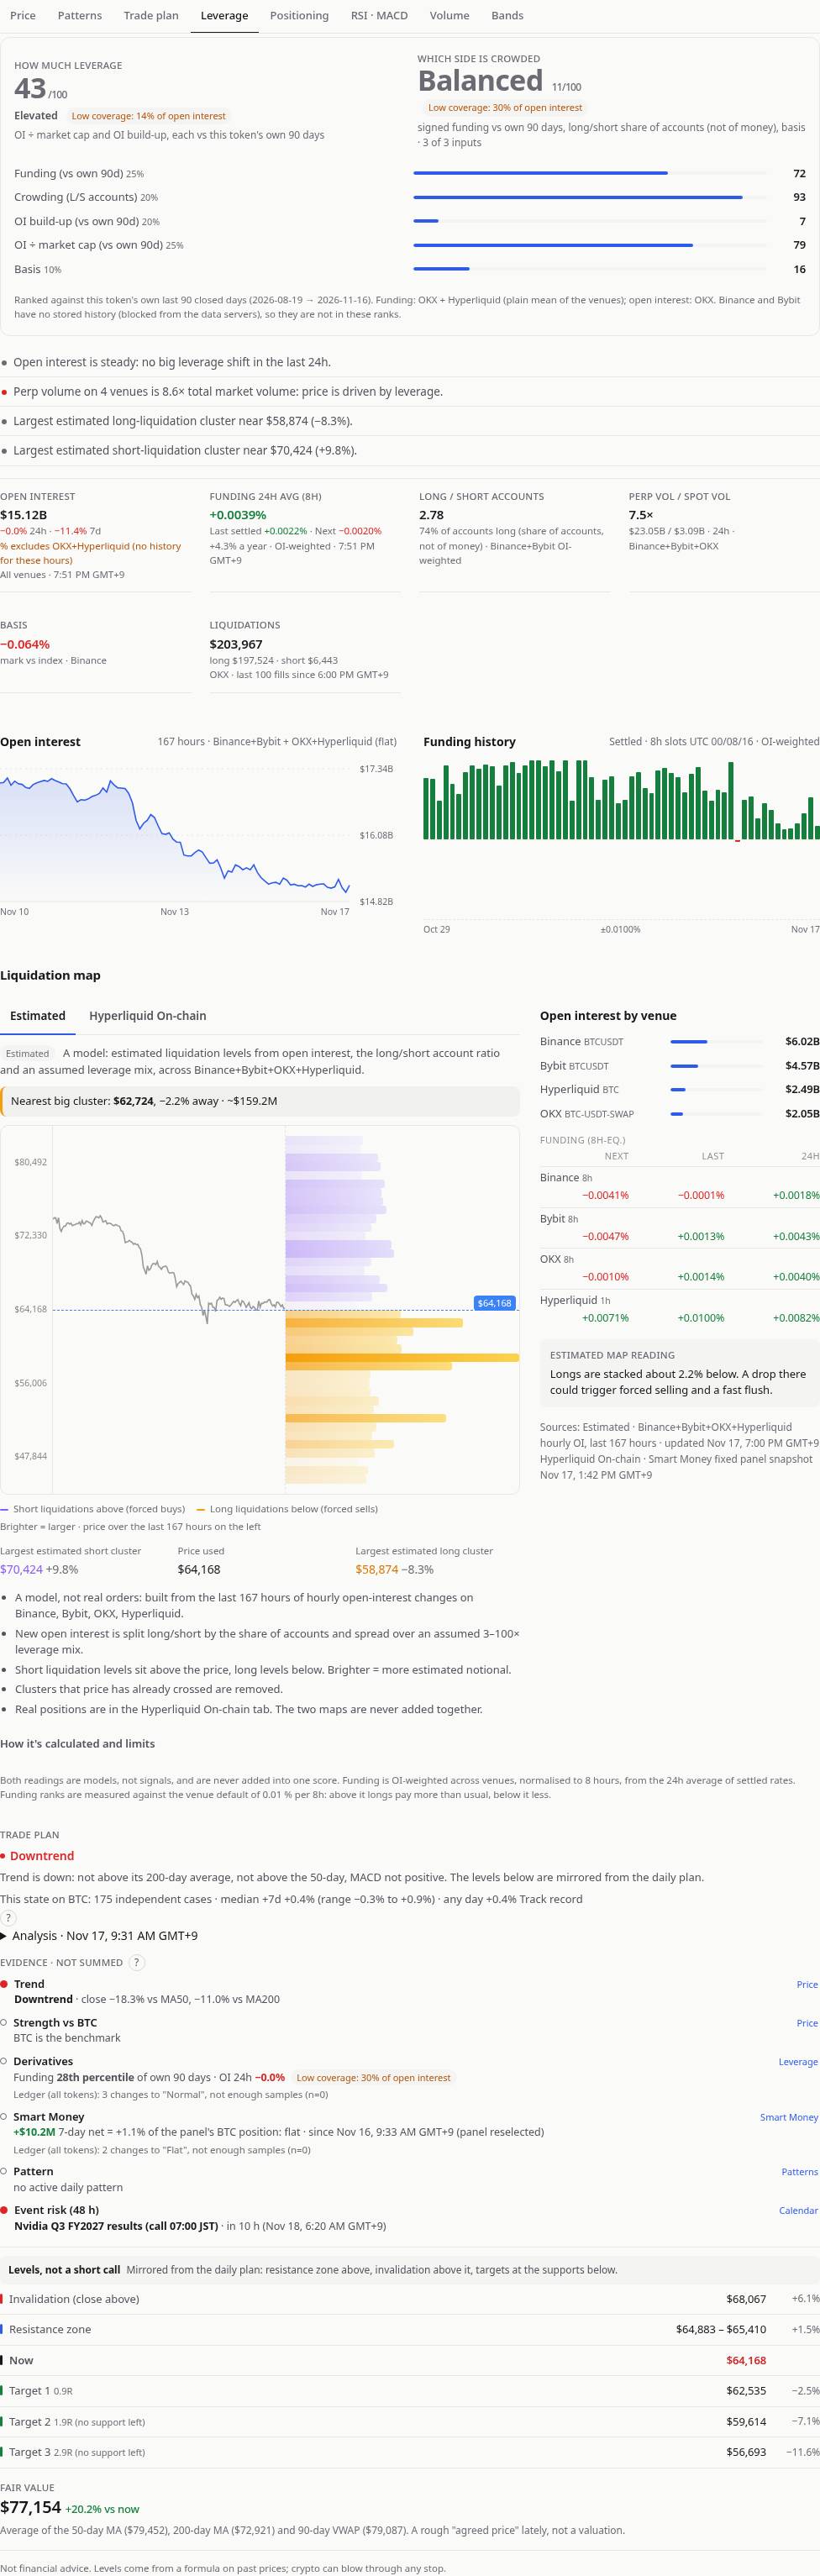 Price Patterns Trade plan Leverage Positioning RSI · MACD Volume Bands
HOW MUCH LEVERAGE
43 /100
Elevated Low coverage: 14% of open interest
OI ÷ market cap and OI build-up, each vs this token's own 90 days
WHICH SIDE IS CROWDED
Balanced 11/100
Low coverage: 30% of open interest
signed funding vs own 90 days, long/short share of accounts (not of money), basis
· 3 of 3 inputs
Funding (vs own 90d) 25% 72
Crowding (L/S accounts) 20% 93
OI build-up (vs own 90d) 20% 7
OI ÷ market cap (vs own 90d) 25% 79
Basis 10% 16
Ranked against this token's own last 90 closed days (2026-08-19 → 2026-11-16). Funding: OKX + Hyperliquid (plain mean of the venues); open interest: OKX. Binance and Bybit
have no stored history (blocked from the data servers), so they are not in these ranks.
Open interest is steady: no big leverage shift in the last 24h.
Perp volume on 4 venues is 8.6× total market volume: price is driven by leverage.
Largest estimated long-liquidation cluster near $58,874 (−8.3%).
Largest estimated short-liquidation cluster near $70,424 (+9.8%).
OPEN INTEREST
$15.12B
−0.0% 24h · −11.4% 7d
% excludes OKX+Hyperliquid (no history
for these hours)
All venues · 7:51 PM GMT+9
FUNDING 24H AVG (8H)
+0.0039%
Last settled +0.0022% · Next −0.0020%
+4.3% a year · OI-weighted · 7:51 PM
GMT+9
LONG / SHORT ACCOUNTS
2.78
74% of accounts long (share of accounts,
not of money) · Binance+Bybit OI-
weighted
PERP VOL / SPOT VOL
7.5×
$23.05B / $3.09B · 24h ·
Binance+Bybit+OKX
BASIS
−0.064%
mark vs index · Binance
LIQUIDATIONS
$203,967
long $197,524 · short $6,443
OKX · last 100 fills since 6:00 PM GMT+9
Open interest 167 hours · Binance+Bybit + OKX+Hyperliquid (flat)
$17.34B
$16.08B
$14.82B
Nov 10 Nov 13 Nov 17
Funding history Settled · 8h slots UTC 00/08/16 · OI-weighted
Oct 29 ±0.0100% Nov 17
Liquidation map
Estimated Hyperliquid On-chain
Estimated A model: estimated liquidation levels from open interest, the long/short account ratio
and an assumed leverage mix, across Binance+Bybit+OKX+Hyperliquid.
Nearest big cluster: $62,724, −2.2% away · ~$159.2M
$80,492
$72,330
$64,168
$56,006
$47,844
$64,168
Short liquidations above (forced buys) Long liquidations below (forced sells)
Brighter = larger · price over the last 167 hours on the left
Largest estimated short cluster
$70,424 +9.8%
Price used
$64,168
Largest estimated long cluster
$58,874 −8.3%
A model, not real orders: built from the last 167 hours of hourly open-interest changes on
Binance, Bybit, OKX, Hyperliquid.
New open interest is split long/short by the share of accounts and spread over an assumed 3–100×
leverage mix.
Short liquidation levels sit above the price, long levels below. Brighter = more estimated notional.
Clusters that price has already crossed are removed.
Real positions are in the Hyperliquid On-chain tab. The two maps are never added together.
Open interest by venue
Binance BTCUSDT $6.02B
Bybit BTCUSDT $4.57B
Hyperliquid BTC $2.49B
OKX BTC-USDT-SWAP $2.05B
FUNDING (8H-EQ.)
NEXT LAST 24H
Binance 8h
−0.0041% −0.0001% +0.0018%
Bybit 8h
−0.0047% +0.0013% +0.0043%
OKX 8h
−0.0010% +0.0014% +0.0040%
Hyperliquid 1h
+0.0071% +0.0100% +0.0082%
ESTIMATED MAP READING
Longs are stacked about 2.2% below. A drop there
could trigger forced selling and a fast flush.
Sources: Estimated · Binance+Bybit+OKX+Hyperliquid
hourly OI, last 167 hours · updated Nov 17, 7:00 PM GMT+9
Hyperliquid On-chain · Smart Money fixed panel snapshot
Nov 17, 1:42 PM GMT+9
How it's calculated and limits
Both readings are models, not signals, and are never added into one score. Funding is OI-weighted across venues, normalised to 8 hours, from the 24h average of settled rates.
Funding ranks are measured against the venue default of 0.01 % per 8h: above it longs pay more than usual, below it less.
TRADE PLAN
Downtrend
Trend is down: not above its 200-day average, not above the 50-day, MACD not positive. The levels below are mirrored from the daily plan.
This state on BTC: 175 independent cases · median +7d +0.4% (range −0.3% to +0.9%) · any day +0.4% Track record
?
Analysis · Nov 17, 9:31 AM GMT+9
EVIDENCE · NOT SUMMED ?
Trend Price
Downtrend · close −18.3% vs MA50, −11.0% vs MA200
Strength vs BTC Price
BTC is the benchmark
Derivatives Leverage
Funding 28th percentile of own 90 days · OI 24h −0.0% Low coverage: 30% of open interest
Ledger (all tokens): 3 changes to "Normal", not enough samples (n=0)
Smart Money Smart Money
+$10.2M 7-day net = +1.1% of the panel's BTC position: flat · since Nov 16, 9:33 AM GMT+9 (panel reselected)
Ledger (all tokens): 2 changes to "Flat", not enough samples (n=0)
Pattern Patterns
no active daily pattern
Event risk (48 h) Calendar
Nvidia Q3 FY2027 results (call 07:00 JST) · in 10 h (Nov 18, 6:20 AM GMT+9)
Levels, not a short call Mirrored from the daily plan: resistance zone above, invalidation above it, targets at the supports below.
Invalidation (close above) $68,067 +6.1%
Resistance zone $64,883 – $65,410 +1.5%
Now $64,168
Target 1 0.9R $62,535 −2.5%
Target 2 1.9R (no support left) $59,614 −7.1%
Target 3 2.9R (no support left) $56,693 −11.6%
FAIR VALUE
$77,154 +20.2% vs now
Average of the 50-day MA ($79,452), 200-day MA ($72,921) and 90-day VWAP ($79,087). A rough "agreed price" lately, not a valuation.
Not financial advice. Levels come from a formula on past prices; crypto can blow through any stop.